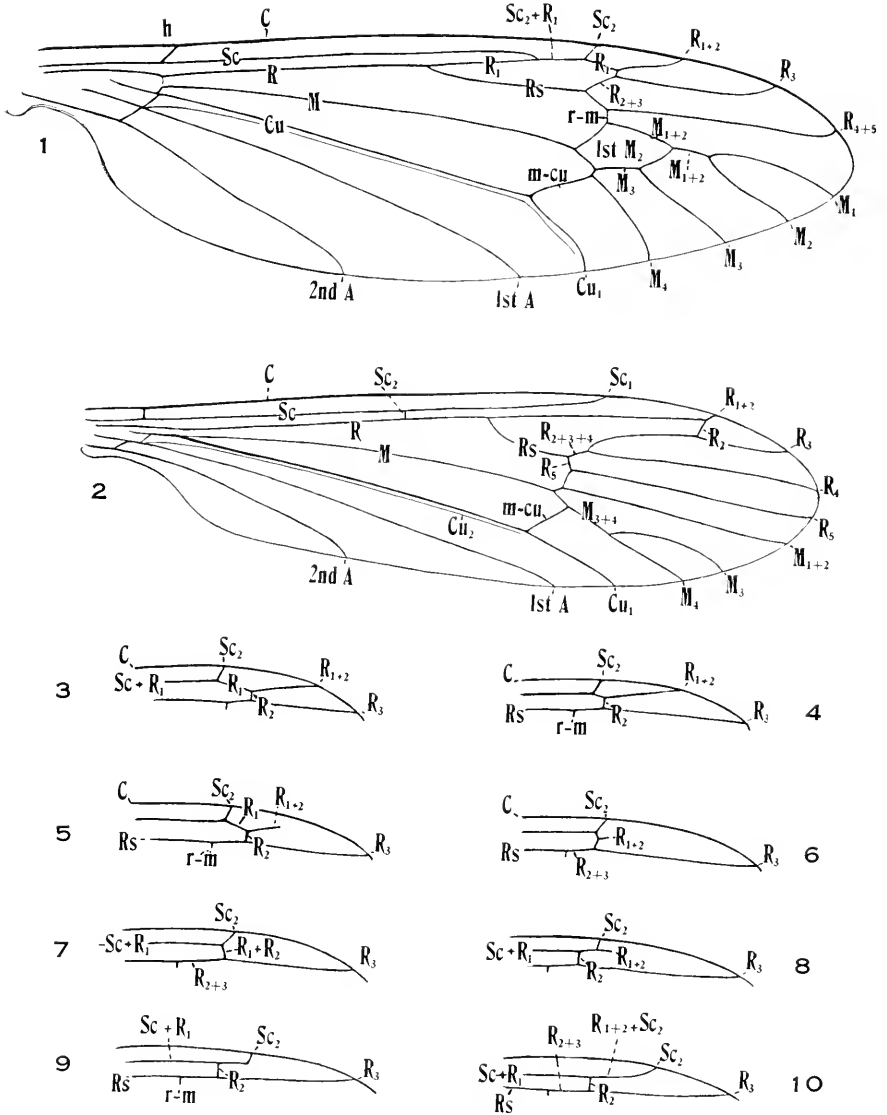 h C Sc₂+R₁ Sc₂ R₁₊₂
Sc R R₁ R₁ R₃
Rs R₂₊₃
M r-m M₁₊₂ R₄₊₅
Cu 1st M₂ M₁₊₂
1 m-cu M₃ M₁
M₂
M₃
2nd A 1st A Cu₁ M₄
C Sc₂ Sc₁
Sc R₁₊₂
R R₂₊₃₊₄ R₂ R₃
M Rs
R₅ R₄
2 m-cu M₃₊₄
Cu₂ R₅
M₁₊₂
2nd A 1st A Cu₁ M₄ M₃
3 C Sc₂ R₁₊₂
Sc + R₁ R₁ R₂ R₃
C Sc₂ R₁₊₂
Rs r-m R₂ R₃ 4
C Sc₂ R₁ R₁₊₂
5 Rs r-m R₂ R₃
C Sc₂
Rs R₁₊₂ R₂₊₃ R₃ 6
Sc₂
7 Sc+R₁ R₁+R₂ R₃
R₂₊₃
Sc₂
Sc+R₁ R₂ R₁₊₂ R₃ 8
Sc + R₁ Sc₂
9 Rs r-m R₂ R₃
R₂₊₃ R₁₊₂+Sc₂ Sc₂
Sc+R₁
Rs R₂ R₃ 10